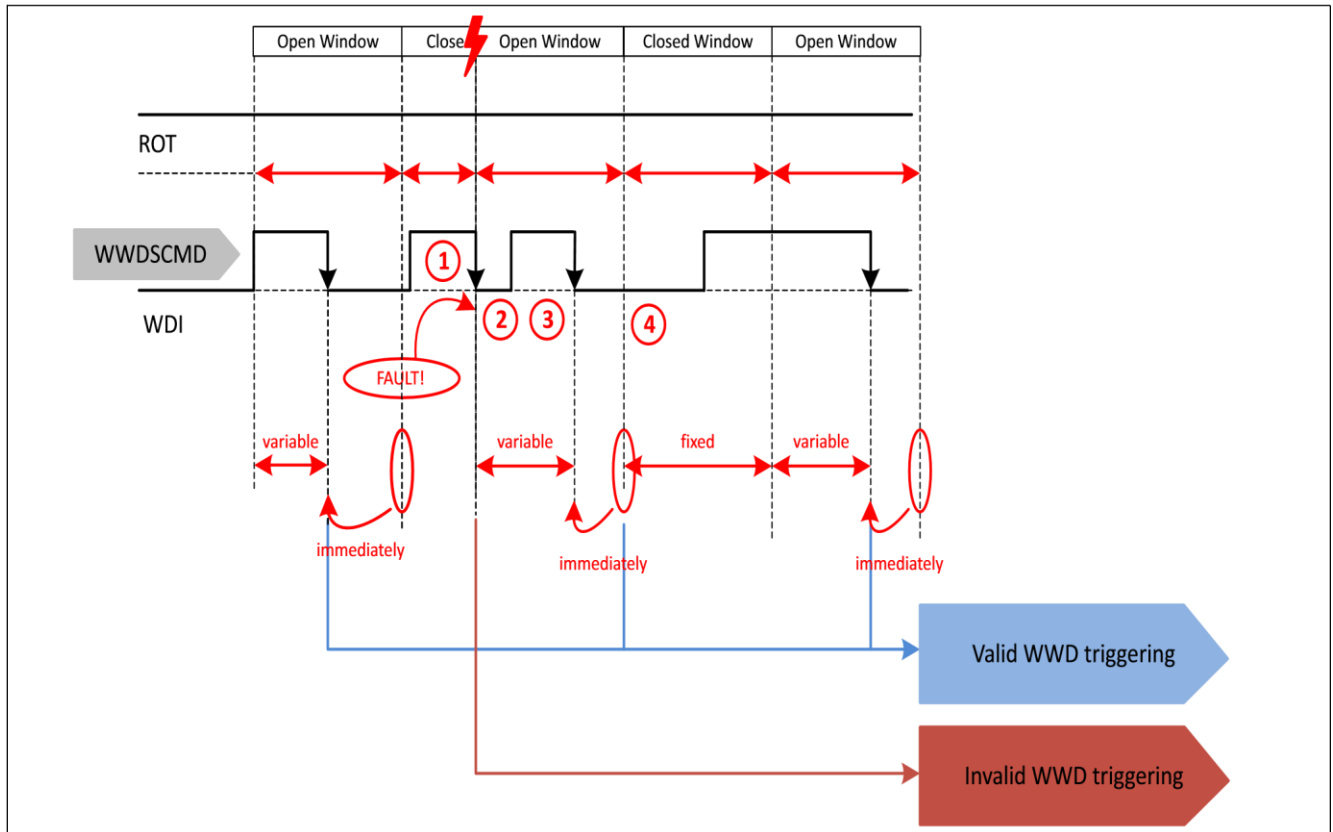 Open Window
Close
Open Window
Closed Window
Open Window
ROT
WWDSCMD
WDI
1
2
3
4
FAULT!
variable
variable
fixed
variable
immediately
immediately
immediately
Valid WWD triggering
Invalid WWD triggering